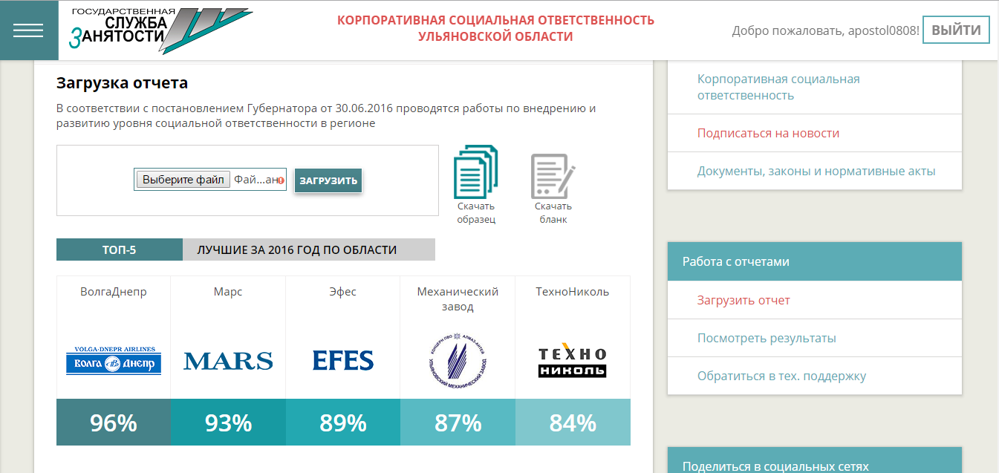 ГОСУДАРСТВЕННАЯ
СЛУЖБА
ЗАНЯТОСТИ
КОРПОРАТИВНАЯ СОЦИАЛЬНАЯ ОТВЕТСТВЕННОСТЬ
УЛЬЯНОВСКОЙ ОБЛАСТИ
Добро пожаловать, apostol0808!
ВЫЙТИ
Загрузка отчета
В соответствии с постановлением Губернатора от 30.06.2016 проводятся работы по внедрению и
развитию уровня социальной ответственности в регионе
Выберите файл
Фай...ан
ЗАГРУЗИТЬ
Скачать
образец
Скачать
бланк
ТОП-5
ЛУЧШИЕ ЗА 2016 ГОД ПО ОБЛАСТИ
ВолгаДнепр
Марс
Эфес
Механический
завод
ТехноНиколь
VOLGA-DNEPR AIRLINES
Волга Днепр
MARS
EFES
КОНЦЕРН ПВО АЛМАЗ-АНТЕЙ
УЛЬЯНОВСКИЙ МЕХАНИЧЕСКИЙ ЗАВОД
ТЕХНО
НИКОЛЬ
96%
93%
89%
87%
84%
Корпоративная социальная
ответственность
Подписаться на новости
Документы, законы и нормативные акты
Работа с отчетами
Загрузить отчет
Посмотреть результаты
Обратиться в тех. поддержку
Поделиться в социальных сетях